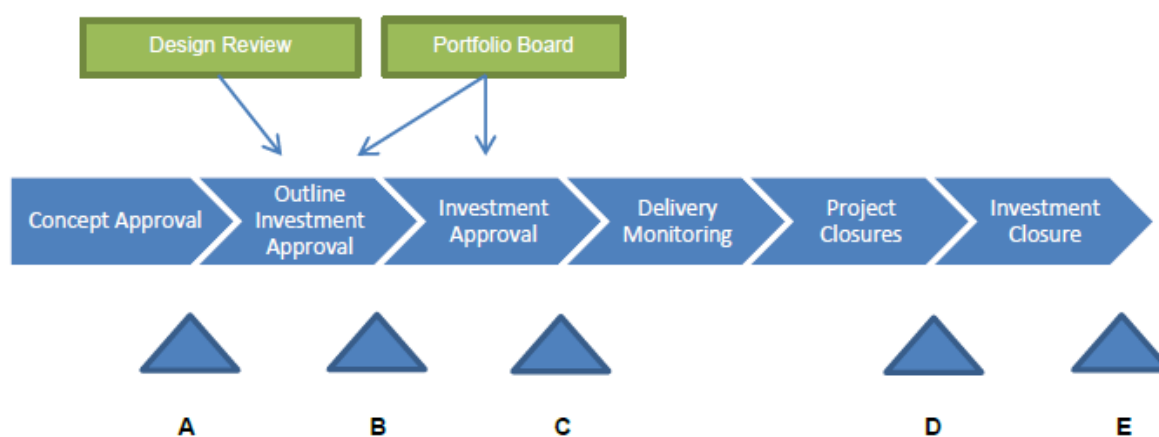 Design Review
Portfolio Board
Concept Approval
Outline
Investment
Approval
Investment
Approval
Delivery
Monitoring
Project
Closures
Investment
Closure
A
B
C
D
E